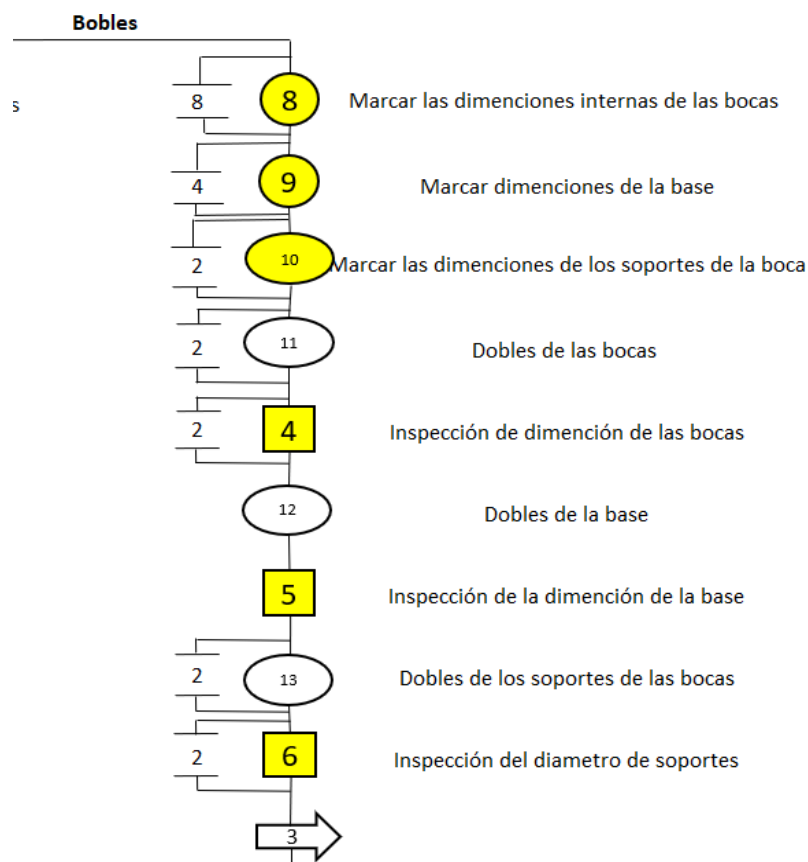 Bobles
s
8 8 Marcar las dimenciones internas de las bocas
4 9 Marcar dimenciones de la base
2 10 Marcar las dimenciones de los soportes de la boca
2 11 Dobles de las bocas
2 4 Inspección de dimención de las bocas
12 Dobles de la base
5 Inspección de la dimención de la base
2 13 Dobles de los soportes de las bocas
2 6 Inspección del diametro de soportes
3